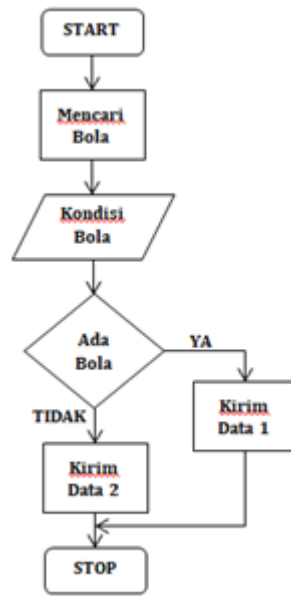 START
Mencari
Bola
Kondisi
Bola
Ada
Bola
YA
TIDAK
Kirim
Data 1
Kirim
Data 2
STOP